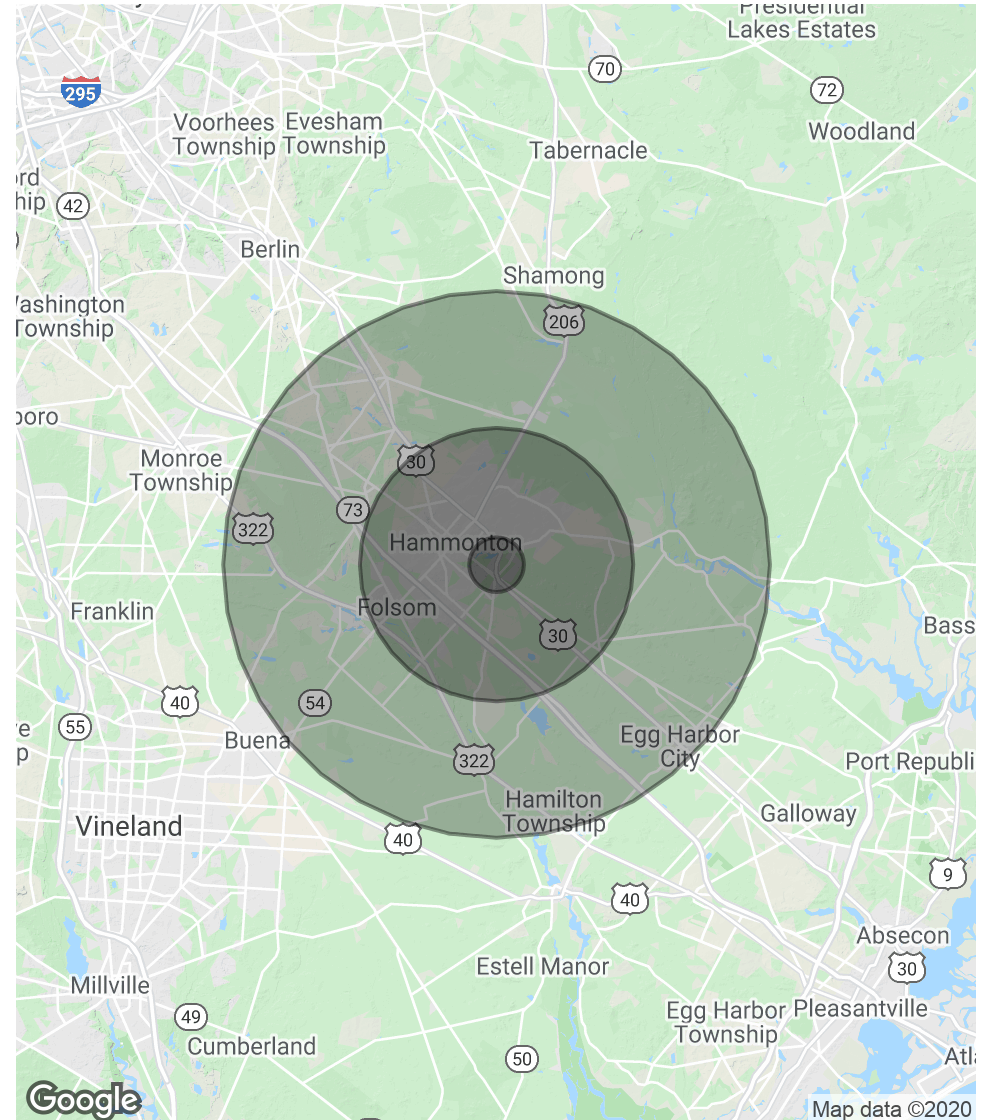 Presidential
Lakes Estates
70
295
72
Voorhees
Township
Evesham
Township
Woodland
Tabernacle
42
Berlin
Shamong
Township
206
30
Monroe
Township
73
322
Hammonton
Folsom
Franklin
30
Bass
40
54
55
Buena
Egg Harbor
City
322
Port Republi
Hamilton
Township
Galloway
Vineland
40
9
40
Absecon
Estell Manor
30
Millville
Egg Harbor
Township
Pleasantville
49
Cumberland
50
Atl
Google
Map data ©2020